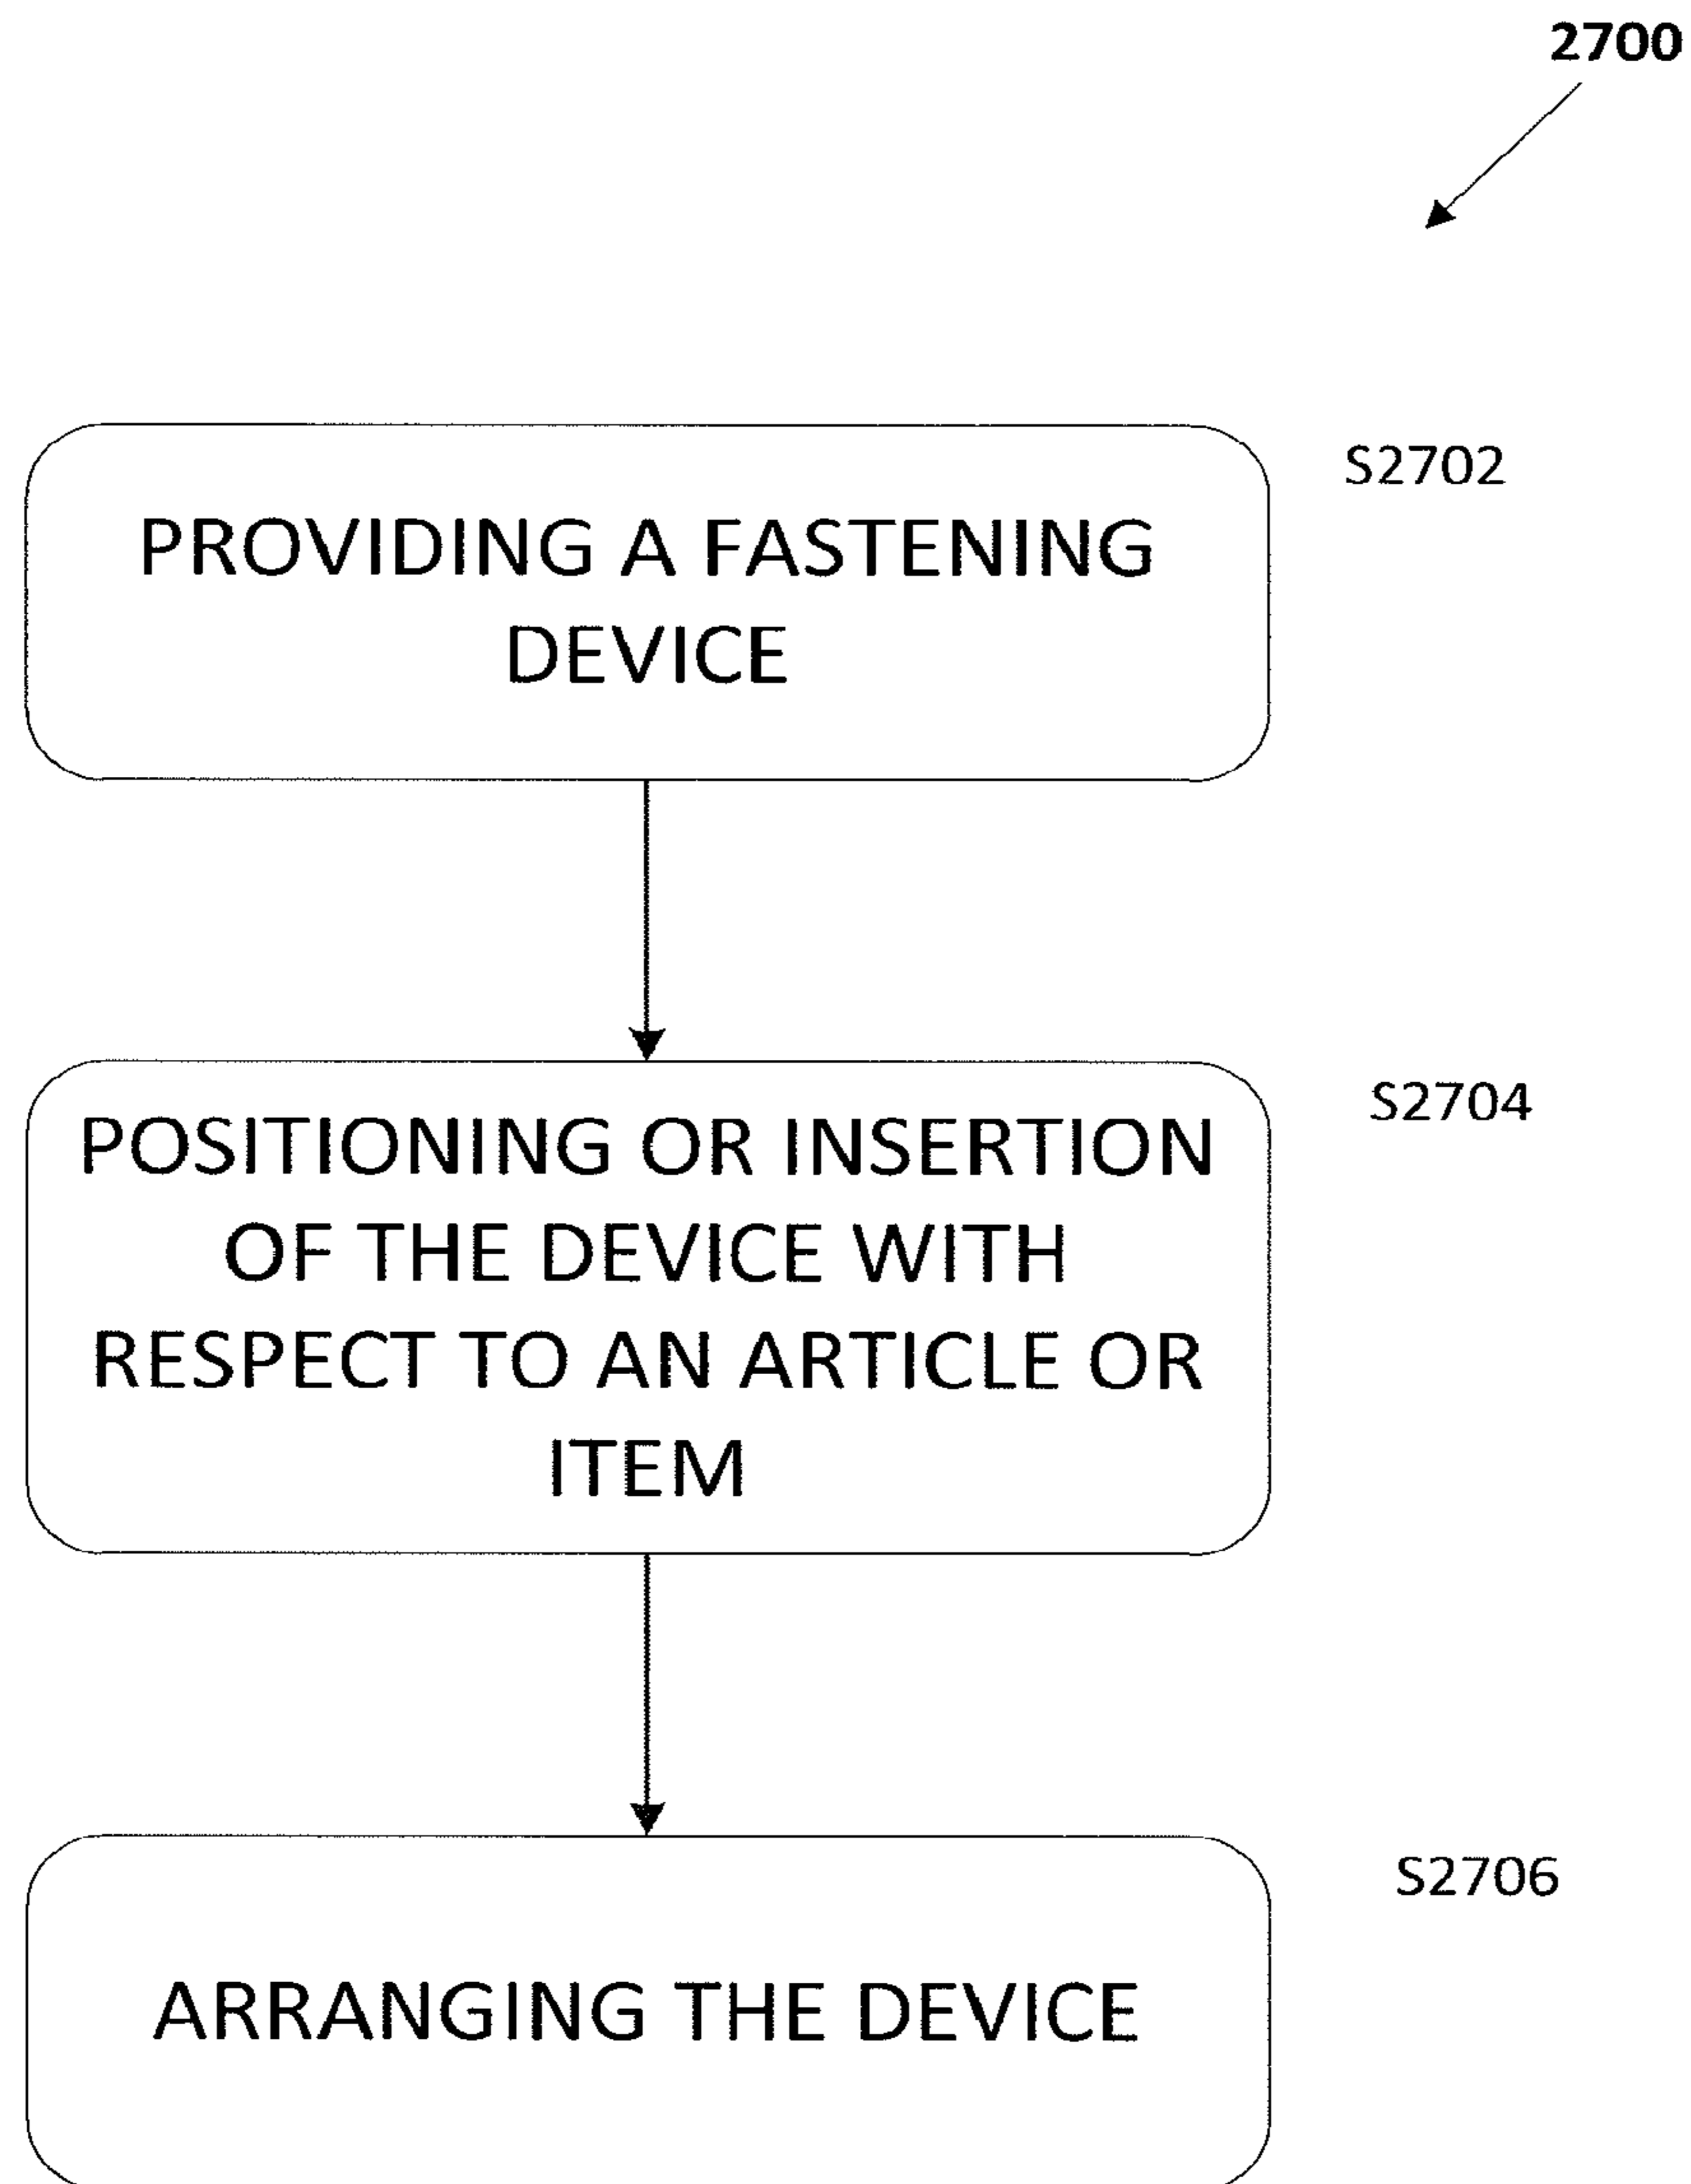 2700
S2702
PROVIDING A FASTENING
DEVICE
S2704
POSITIONING OR INSERTION
OF THE DEVICE WITH
RESPECT TO AN ARTICLE OR
ITEM
S2706
ARRANGING THE DEVICE